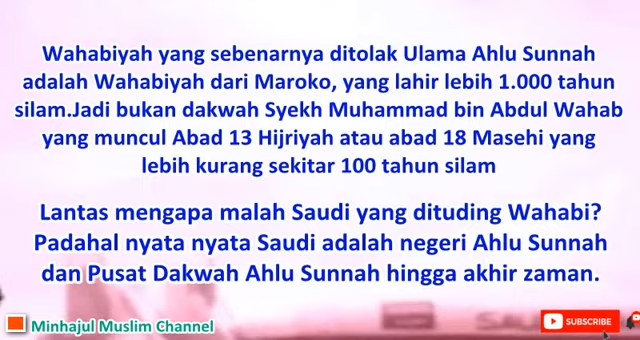 Wahabiyah yang sebenarnya ditolak Ulama Ahlu Sunnah
adalah Wahabiyah dari Maroko, yang lahir lebih 1.000 tahun
silam.Jadi bukan dakwah Syekh Muhammad bin Abdul Wahab
yang muncul Abad 13 Hijriyah atau abad 18 Masehi yang
lebih kurang sekitar 100 tahun silam
Lantas mengapa malah Saudi yang dituding Wahabi?
Padahal nyata nyata Saudi adalah negeri Ahlu Sunnah
dan Pusat Dakwah Ahlu Sunnah hingga akhir zaman.
Minhajul Muslim Channel
SUBSCRIBE